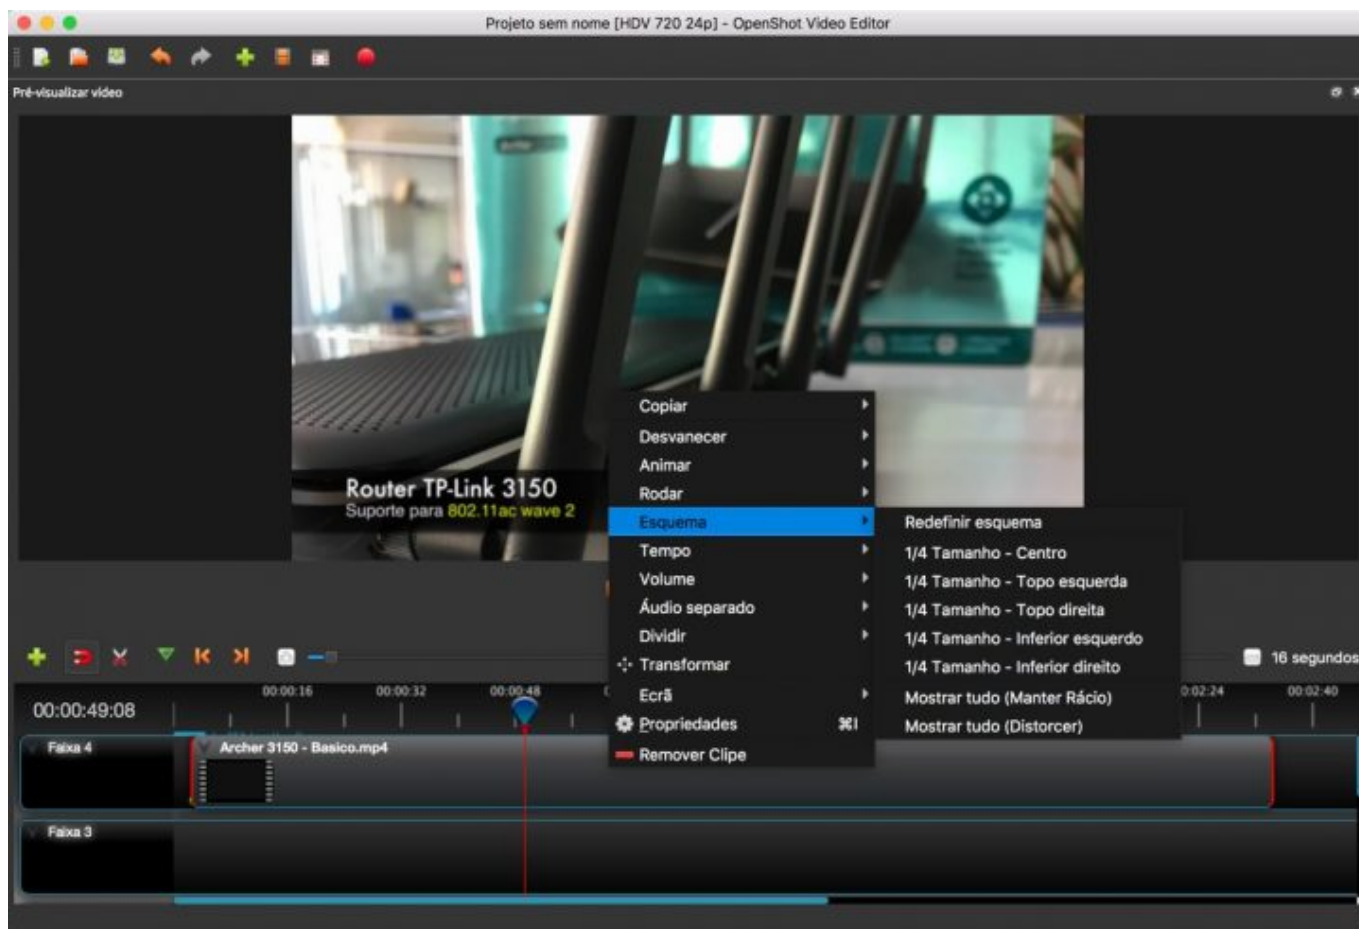 Projeto sem nome [HDV 720 24p] - OpenShot Video Editor
Pré-visualizar vídeo
Router TP-Link 3150
Suporte para 802.11ac wave 2
Copiar
Desvanecer
Animar
Rodar
Esquema
Tempo
Volume
Áudio separado
Dividir
Transformar
Ecrã
Propriedades ⌘I
Remover Clipe
Redefinir esquema
1/4 Tamanho - Centro
1/4 Tamanho - Topo esquerda
1/4 Tamanho - Topo direita
1/4 Tamanho - Inferior esquerdo
1/4 Tamanho - Inferior direito
Mostrar tudo (Manter Rácio)
Mostrar tudo (Distorcer)
16 segundos
00:00:49:08
00:00:16 00:00:32 00:00:48 0:02:24 00:02:40
Faixa 4
Archer 3150 - Basico.mp4
Faixa 3